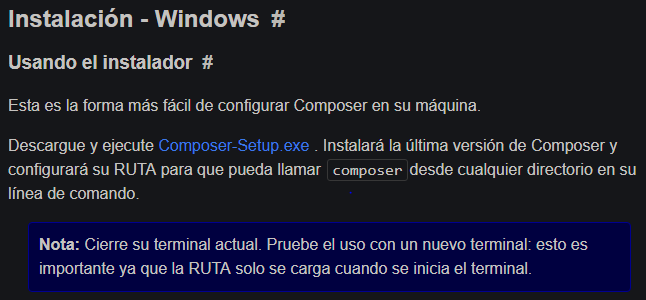 Instalación - Windows #
Usando el instalador #
Esta es la forma más fácil de configurar Composer en su máquina.
Descargue y ejecute Composer-Setup.exe . Instalará la última versión de Composer y
configurará su RUTA para que pueda llamar composer desde cualquier directorio en su
línea de comando.
Nota: Cierre su terminal actual. Pruebe el uso con un nuevo terminal: esto es
importante ya que la RUTA solo se carga cuando se inicia el terminal.